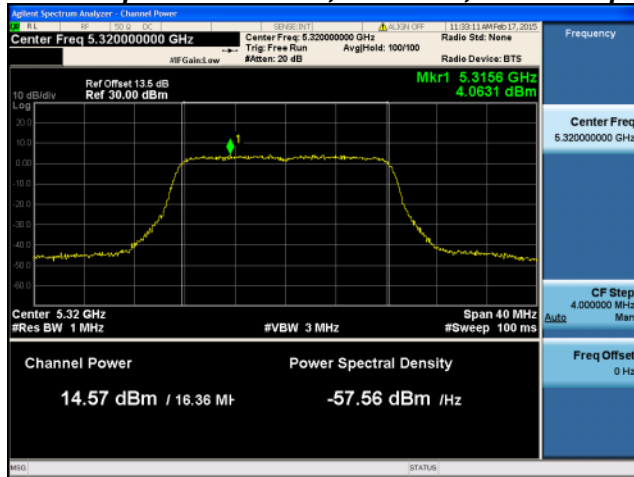 Agilent Spectrum Analyzer - Channel Power
RL RF 50 Ω DC SENSE:INT ALIGN OFF 11:39:11 AM Feb 17, 2015
Center Freq 5.320000000 GHz
Center Freq: 5.320000000 GHz
Radio Std: None
Trig: Free Run Avg|Hold: 100/100
#IFGain:Low #Atten: 20 dB Radio Device: BTS
Frequency
Mkr1 5.3156 GHz
4.0631 dBm
Ref Offset 13.5 dB
10 dB/div Ref 30.00 dBm
Log
20.0
10.0
0.00
-10.0
-20.0
-30.0
-40.0
-50.0
-60.0
1
Center Freq
5.320000000 GHz
Center 5.32 GHz Span 40 MHz
#Res BW 1 MHz #VBW 3 MHz #Sweep 100 ms
CF Step
4.000000 MHz
Auto Man
Channel Power Power Spectral Density
14.57 dBm / 16.36 MH -57.56 dBm /Hz
Freq Offset
0 Hz
MSG STATUS